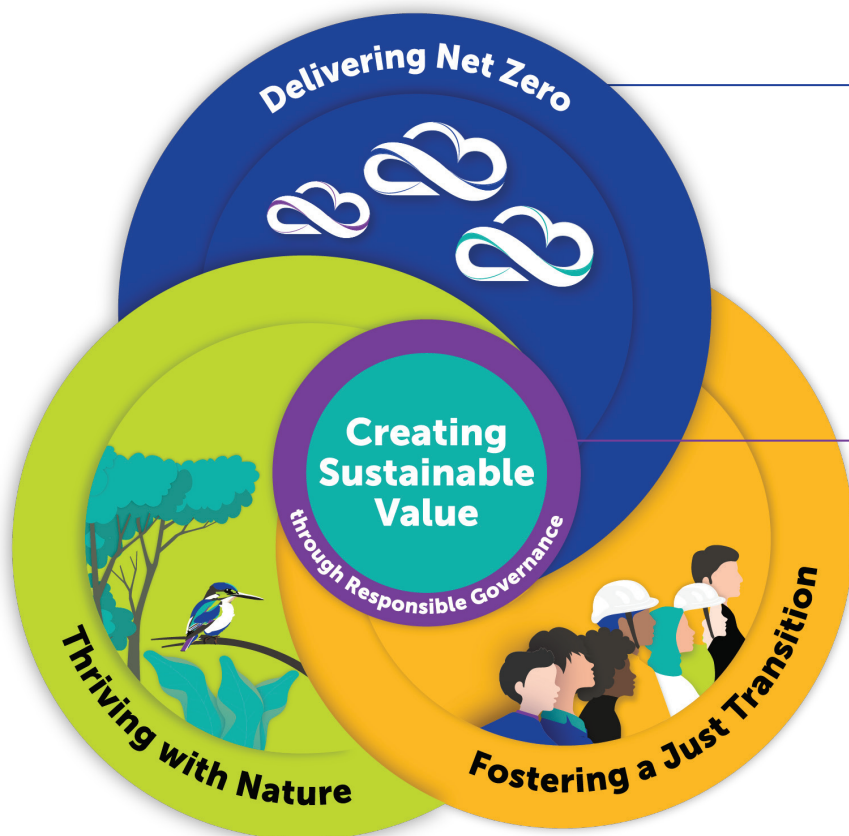 Delivering Net Zero
Creating
Sustainable
Value
through Responsible Governance
Thriving with Nature
Fostering a Just Transition